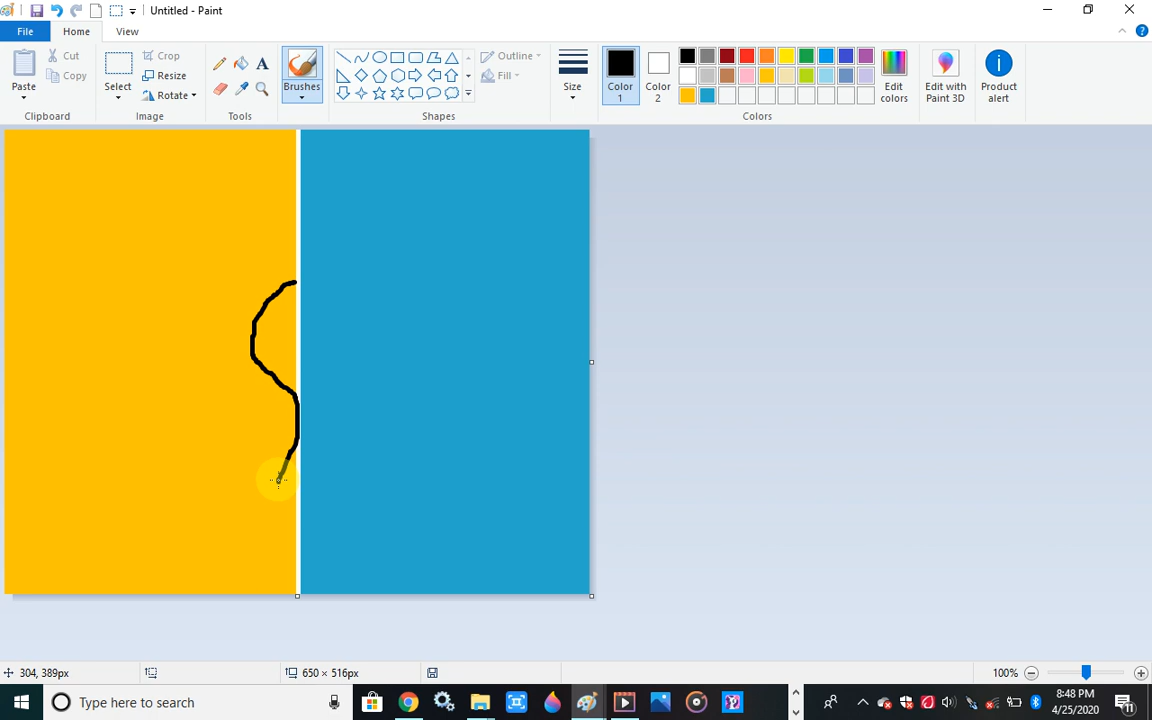 Untitled - Paint
File Home View
Paste
Cut
Copy
Clipboard
Select
Crop
Resize
Rotate
Image
A
Tools
Brushes
Outline
Fill
Shapes
Size
Color 1
Color 2
Edit colors
Colors
Edit with Paint 3D
Product alert
304, 389px
650 × 516px
100%
Type here to search
8:48 PM
4/25/2020